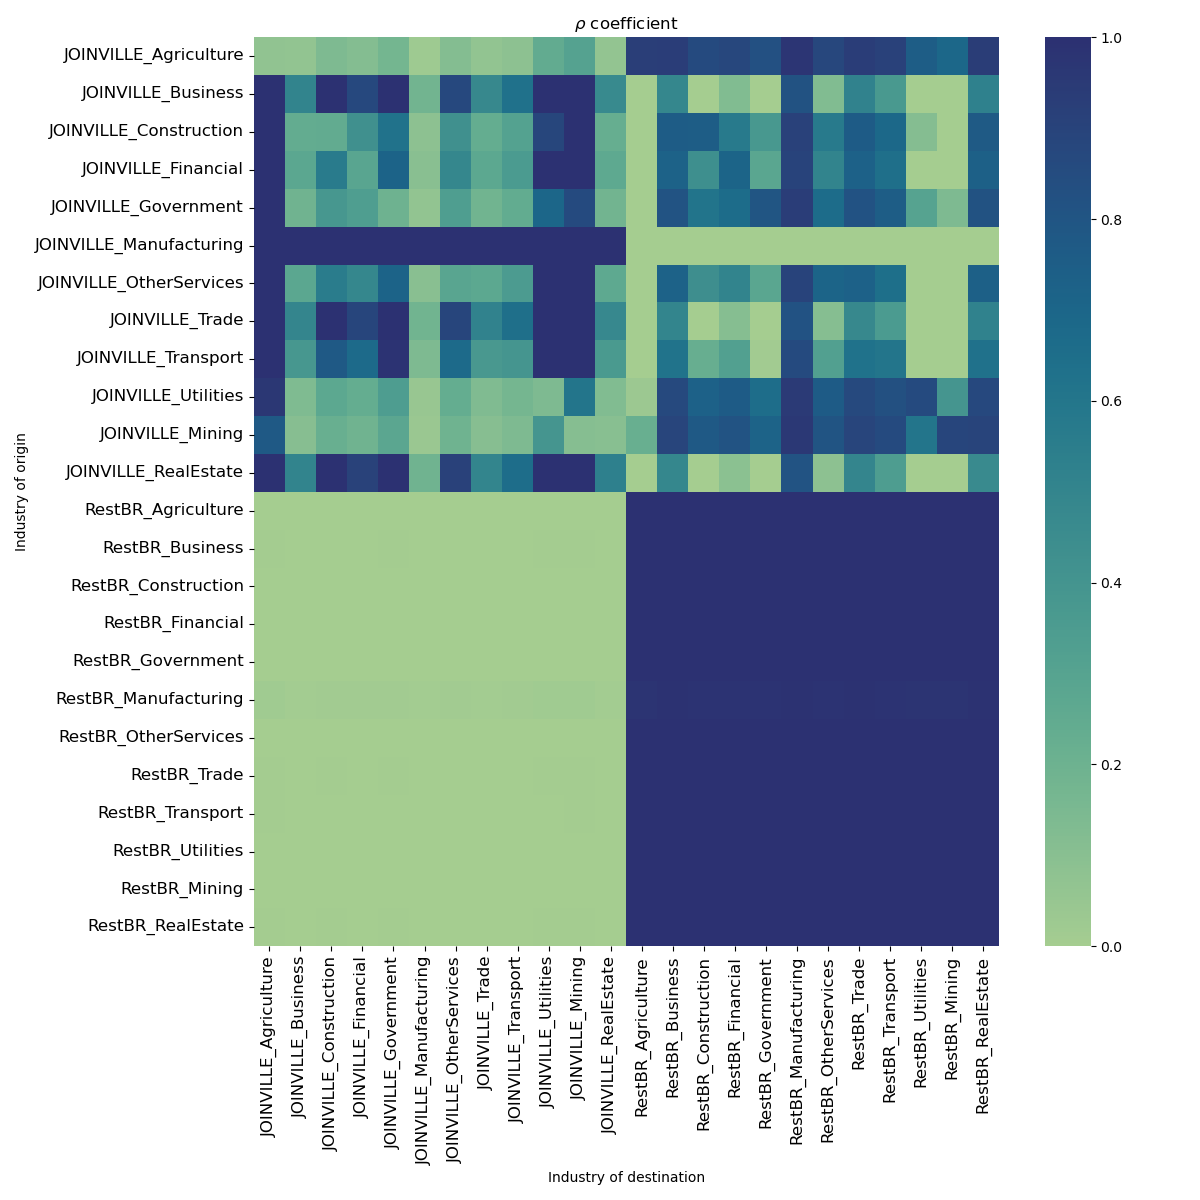 ρ coefficient
JOINVILLE_Agriculture
JOINVILLE_Business
JOINVILLE_Construction
JOINVILLE_Financial
JOINVILLE_Government
JOINVILLE_Manufacturing
JOINVILLE_OtherServices
JOINVILLE_Trade
JOINVILLE_Transport
JOINVILLE_Utilities
JOINVILLE_Mining
JOINVILLE_RealEstate
RestBR_Agriculture
RestBR_Business
RestBR_Construction
RestBR_Financial
RestBR_Government
RestBR_Manufacturing
RestBR_OtherServices
RestBR_Trade
RestBR_Transport
RestBR_Utilities
RestBR_Mining
RestBR_RealEstate
Industry of origin
JOINVILLE_Agriculture
JOINVILLE_Business
JOINVILLE_Construction
JOINVILLE_Financial
JOINVILLE_Government
JOINVILLE_Manufacturing
JOINVILLE_OtherServices
JOINVILLE_Trade
JOINVILLE_Transport
JOINVILLE_Utilities
JOINVILLE_Mining
JOINVILLE_RealEstate
RestBR_Agriculture
RestBR_Business
RestBR_Construction
RestBR_Financial
RestBR_Government
RestBR_Manufacturing
RestBR_OtherServices
RestBR_Trade
RestBR_Transport
RestBR_Utilities
RestBR_Mining
RestBR_RealEstate
Industry of destination
1.0
0.8
0.6
0.4
0.2
0.0